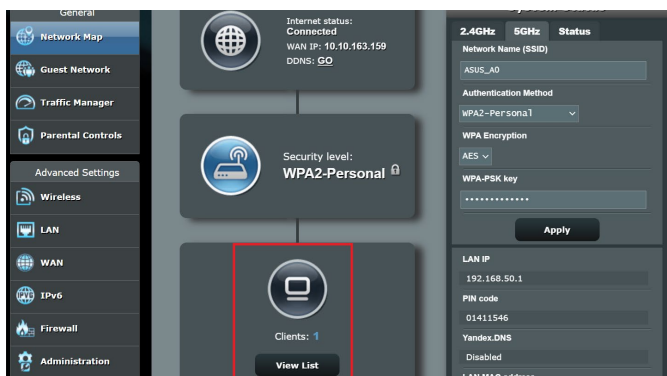 General
Network Map
Guest Network
Traffic Manager
Parental Controls
Advanced Settings
Wireless
LAN
WAN
IPv6
Firewall
Administration
Internet status:
Connected
WAN IP: 10.10.163.159
DDNS: GO
Security level:
WPA2-Personal
Clients: 1
View List
2.4GHz 5GHz Status
Network Name (SSID)
ASUS_A0
Authentication Method
WPA2-Personal
WPA Encryption
AES
WPA-PSK key
•••••••••••••
Apply
LAN IP
192.168.50.1
PIN code
01411546
Yandex.DNS
Disabled